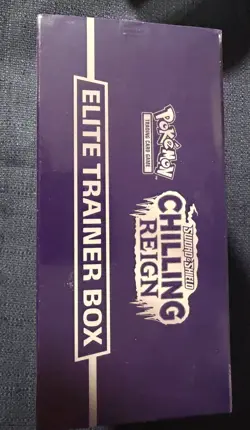 POKÉMON
TRADING CARD GAME
SWORD & SHIELD
CHILLING
REIGN
ELITE TRAINER BOX